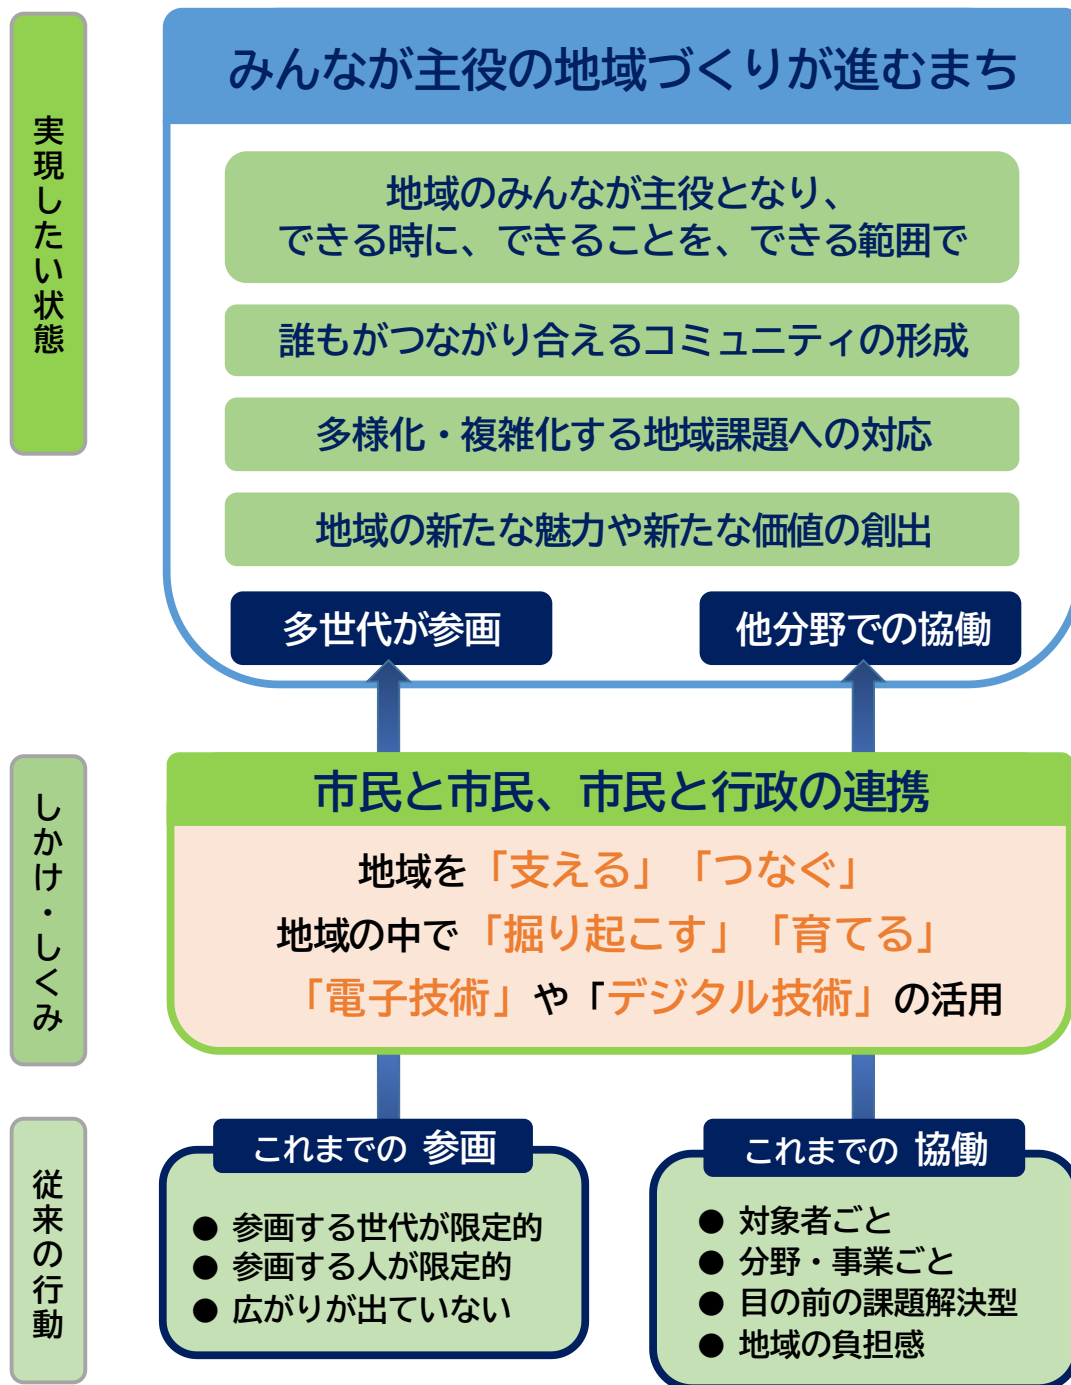 実現したい状態
みんなが主役の地域づくりが進むまち
地域のみんなが主役となり、
できる時に、できることを、できる範囲で
誰もがつながり合えるコミュニティの形成
多様化・複雑化する地域課題への対応
地域の新たな魅力や新たな価値の創出
多世代が参画
他分野での協働
しかけ・しくみ
市民と市民、市民と行政の連携
地域を「支える」「つなぐ」
地域の中で「掘り起こす」「育てる」
「電子技術」や「デジタル技術」の活用
従来の行動
これまでの 参画
● 参画する世代が限定的
● 参画する人が限定的
● 広がりが出ていない
これまでの 協働
● 対象者ごと
● 分野・事業ごと
● 目の前の課題解決型
● 地域の負担感